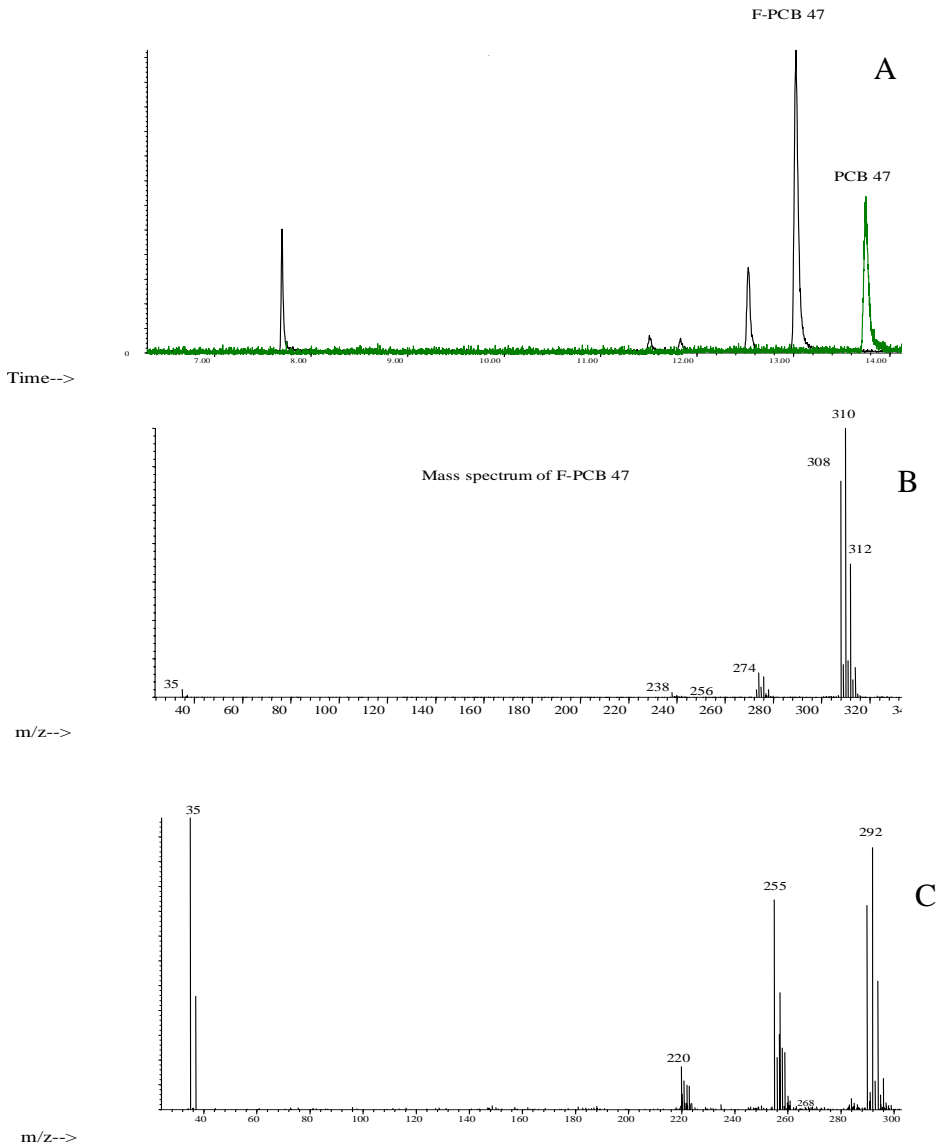 F-PCB 47
A
PCB 47
0
7.00 8.00 9.00 10.00 11.00 12.00 13.00 14.00
Time-->
310
308
Mass spectrum of F-PCB 47
B
312
274
35
238
256
40 60 80 100 120 140 160 180 200 220 240 260 280 300 320 34
m/z-->
35
292
255
C
220
268
40 60 80 100 120 140 160 180 200 220 240 260 280 300
m/z-->